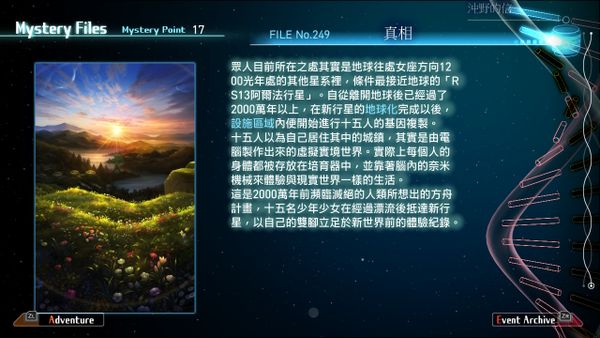 Mystery Files Mystery Point 17
沖野的信
FILE No.249 真相
眾人目前所在之處其實是地球往處女座方向12
00光年處的其他星系裡，條件最接近地球的「R
S13阿爾法行星」。自從離開地球後已經過了
2000萬年以上，在新行星的地球化完成以後，
設施區域內便開始進行十五人的基因複製。
十五人以為自己居住其中的城鎮，其實是由電
腦製作出來的虛擬實境世界。實際上每個人的
身體都被存放在培育器中，並靠著腦內的奈米
機械來體驗與現實世界一樣的生活。
這是2000萬年前瀕臨滅絕的人類所想出的方舟
計畫，十五名少年少女在經過漂流後抵達新行
星，以自己的雙腳立足於新世界前的體驗紀錄。
ZL Adventure
Event Archive ZR